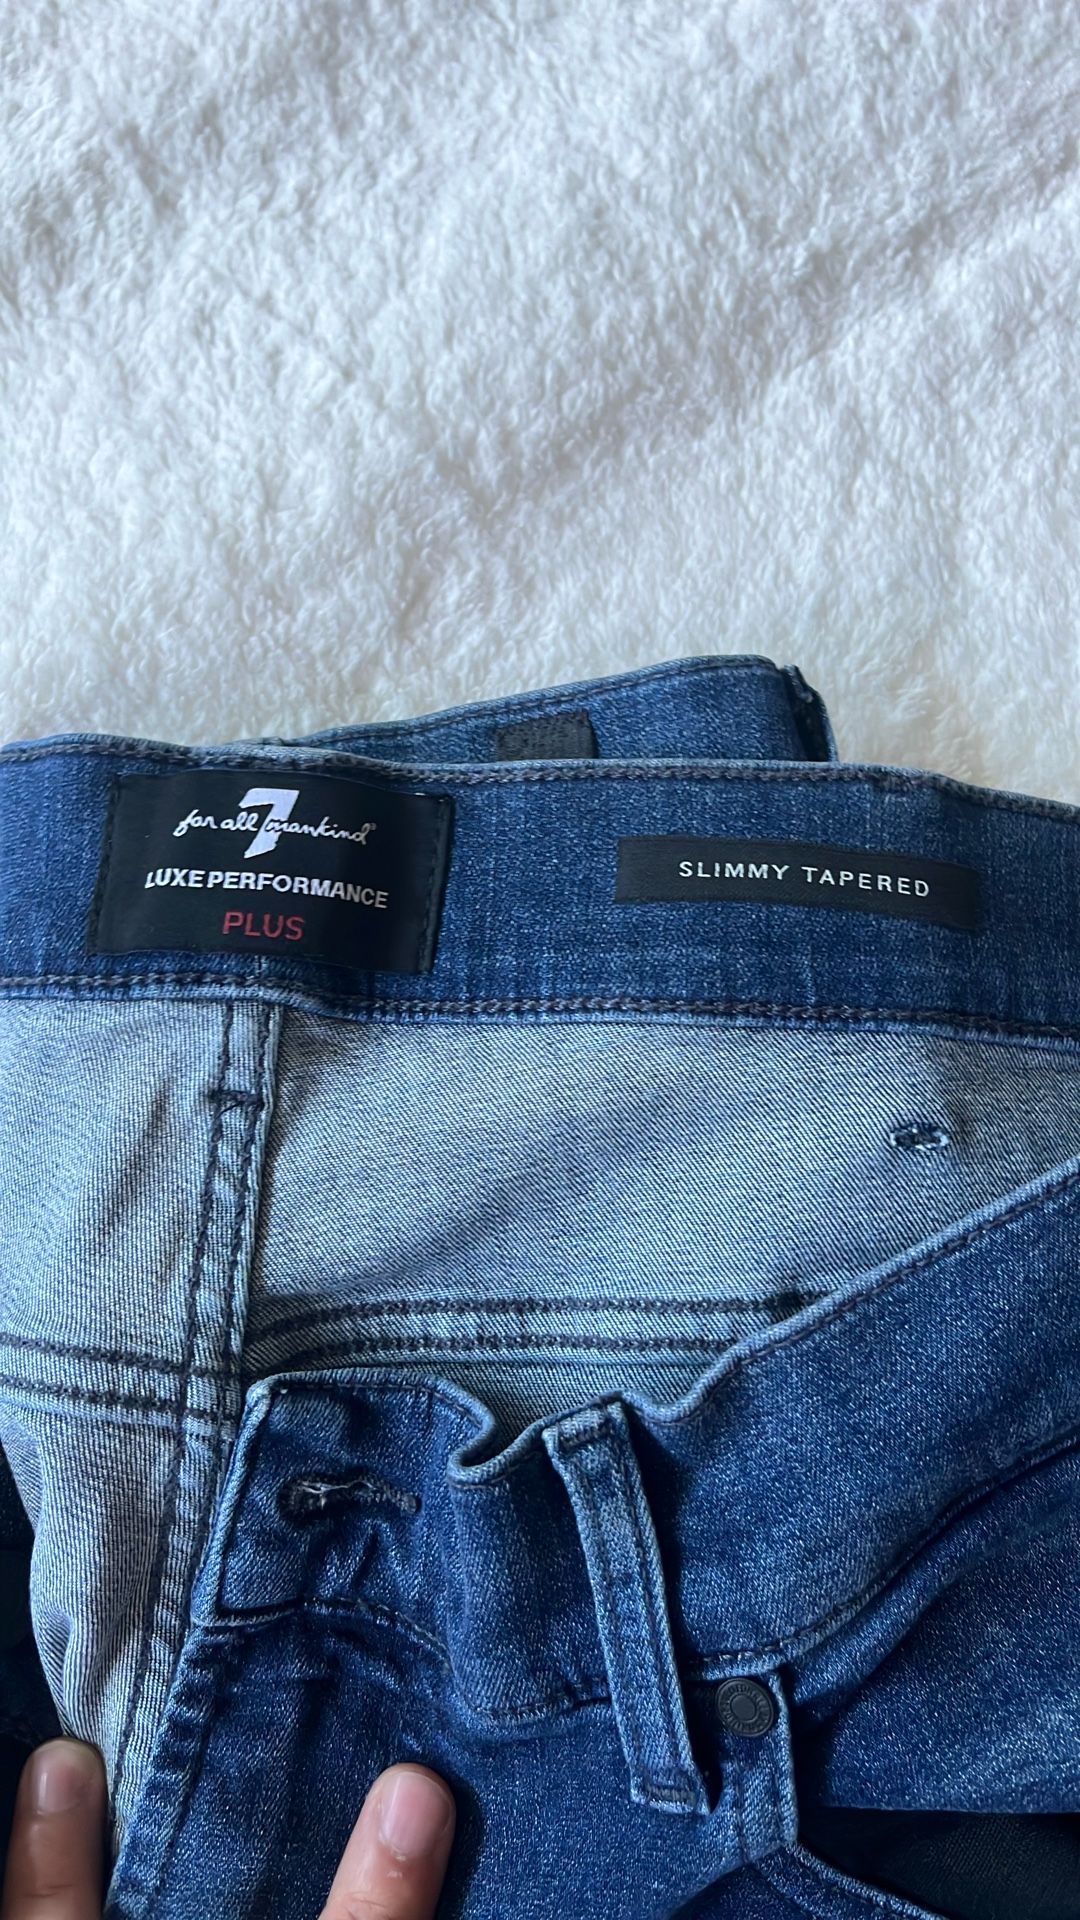 for all 7 mankind®
LUXE PERFORMANCE
PLUS
SLIMMY TAPERED